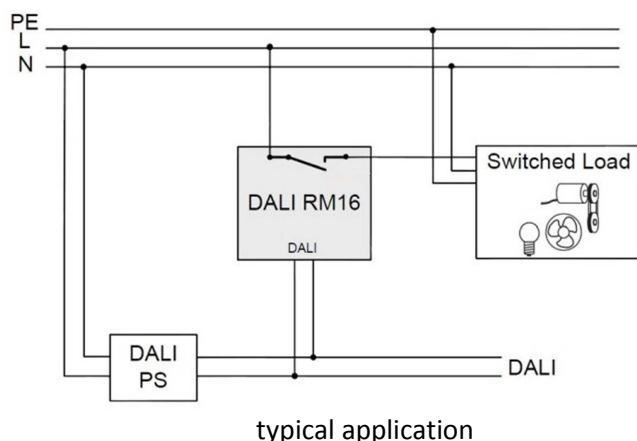 PE
L
N
Switched Load
DALI RM16
DALI
DALI
PS
DALI
typical application